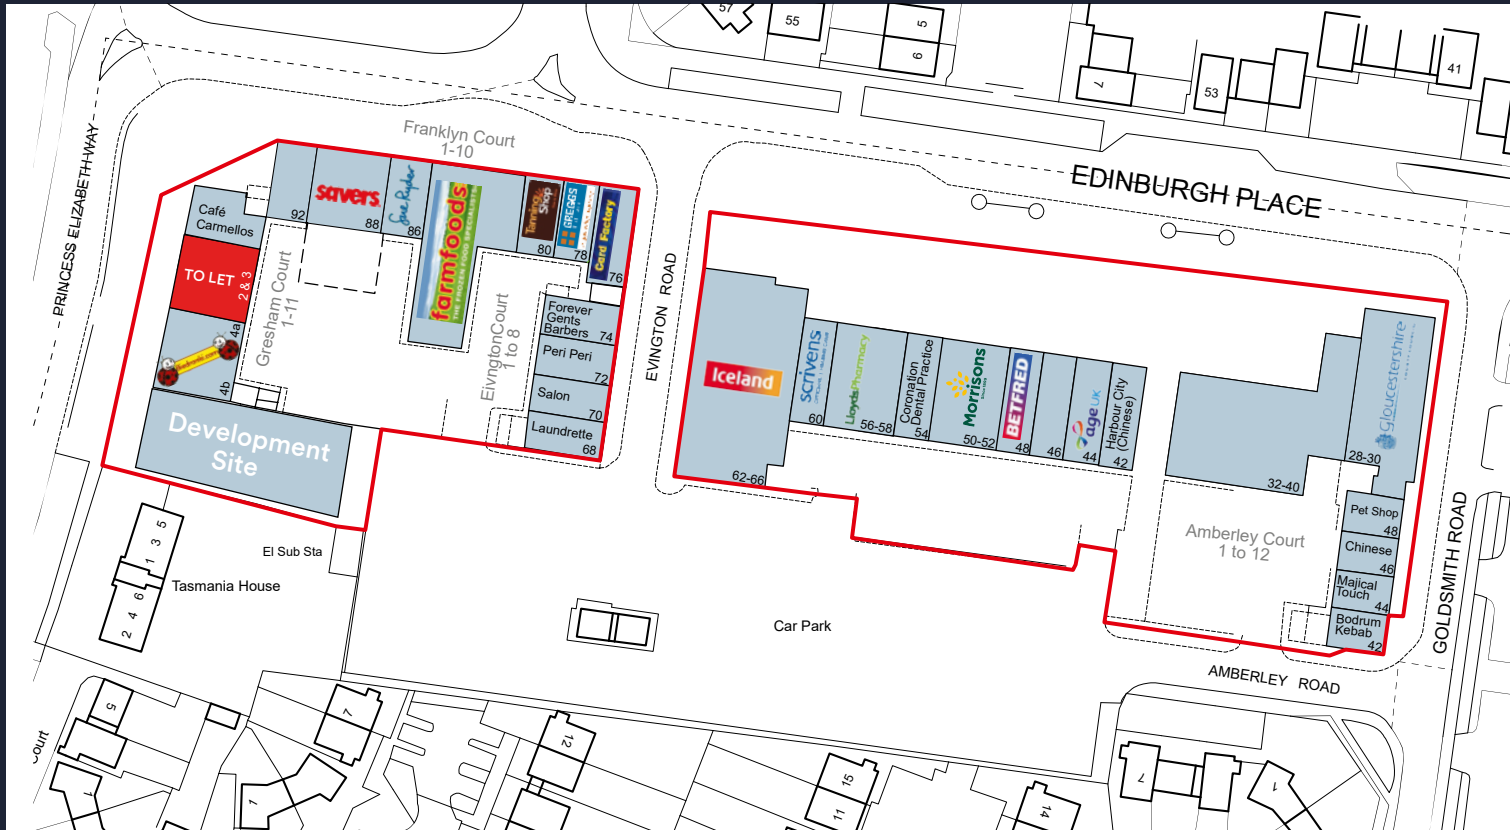 57
55
5
6
7
53
41
PRINCESS ELIZABETH WAY
Franklyn Court
1-10
EDINBURGH PLACE
Café
Carmellos
92
savers
88
Sue Ryder
86
farmfoods
THE FROZEN FOOD SPECIALISTS
Tanning
Shop
80
GREGGS
78
Card Factory
76
TO LET
2 & 3
Gresham Court
1-11
4a
4b
ElvingtonCourt
1 to 8
Forever
Gents
Barbers
74
Peri Peri
72
Salon
70
Laundrette
68
EVINGTON ROAD
Development
Site
Iceland
62-66
Scrivens
60
LloydsPharmacy
56-58
Coronation
Dental Practice
54
Morrisons
50-52
BETFRED
48
46
ageUK
44
Harbour City
(Chinese)
42
32-40
Gloucestershire
28-30
Pet Shop
48
Chinese
46
Majical
Touch
44
Bodrum
Kebab
42
Amberley Court
1 to 12
GOLDSMITH ROAD
AMBERLEY ROAD
El Sub Sta
Tasmania House
1 3 5
2 4 6
Car Park
Court
5
1
7
1
12
15
11
14
7
1